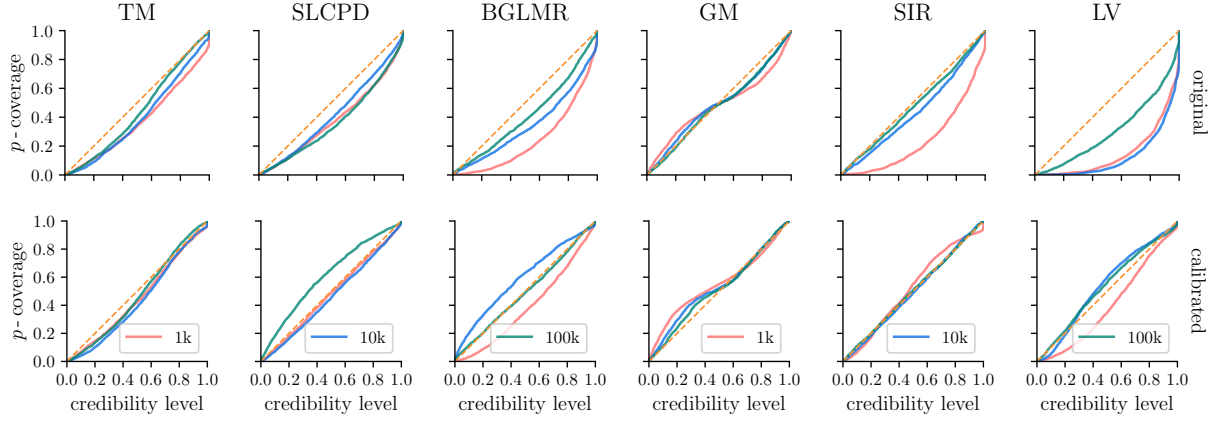 TM SLCPD BGLMR GM SIR LV
1.0
0.8
0.6
0.4
0.2
0.0
p - coverage
original
1.0
0.8
0.6
0.4
0.2
0.0
p - coverage
calibrated
1k 10k 100k 1k 10k 100k
0.0 0.2 0.4 0.6 0.8 1.0 0.0 0.2 0.4 0.6 0.8 1.0 0.0 0.2 0.4 0.6 0.8 1.0 0.0 0.2 0.4 0.6 0.8 1.0 0.0 0.2 0.4 0.6 0.8 1.0 0.0 0.2 0.4 0.6 0.8 1.0
credibility level credibility level credibility level credibility level credibility level credibility level